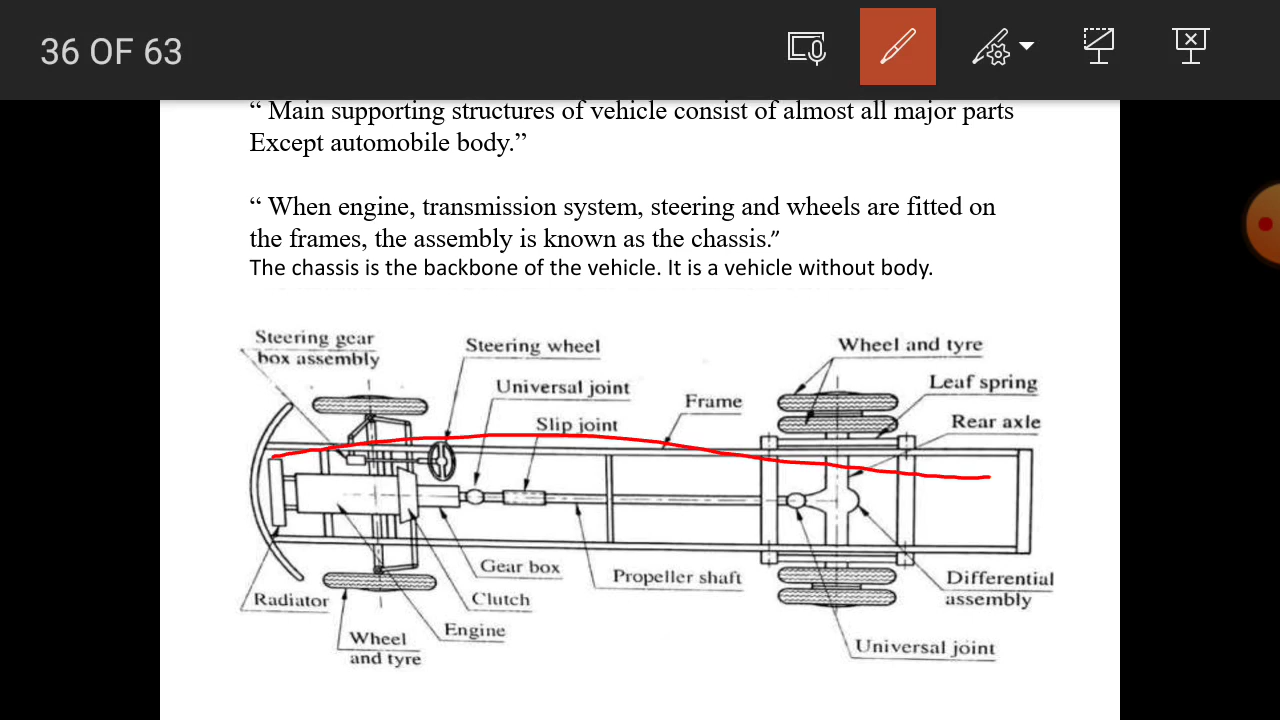 36 OF 63
“ Main supporting structures of vehicle consist of almost all major parts
Except automobile body.”
“ When engine, transmission system, steering and wheels are fitted on
the frames, the assembly is known as the chassis.”
The chassis is the backbone of the vehicle. It is a vehicle without body.
Steering gear
box assembly
Steering wheel
Universal joint
Slip joint
Frame
Wheel and tyre
Leaf spring
Rear axle
Radiator
Wheel
and tyre
Engine
Clutch
Gear box
Propeller shaft
Differential
assembly
Universal joint